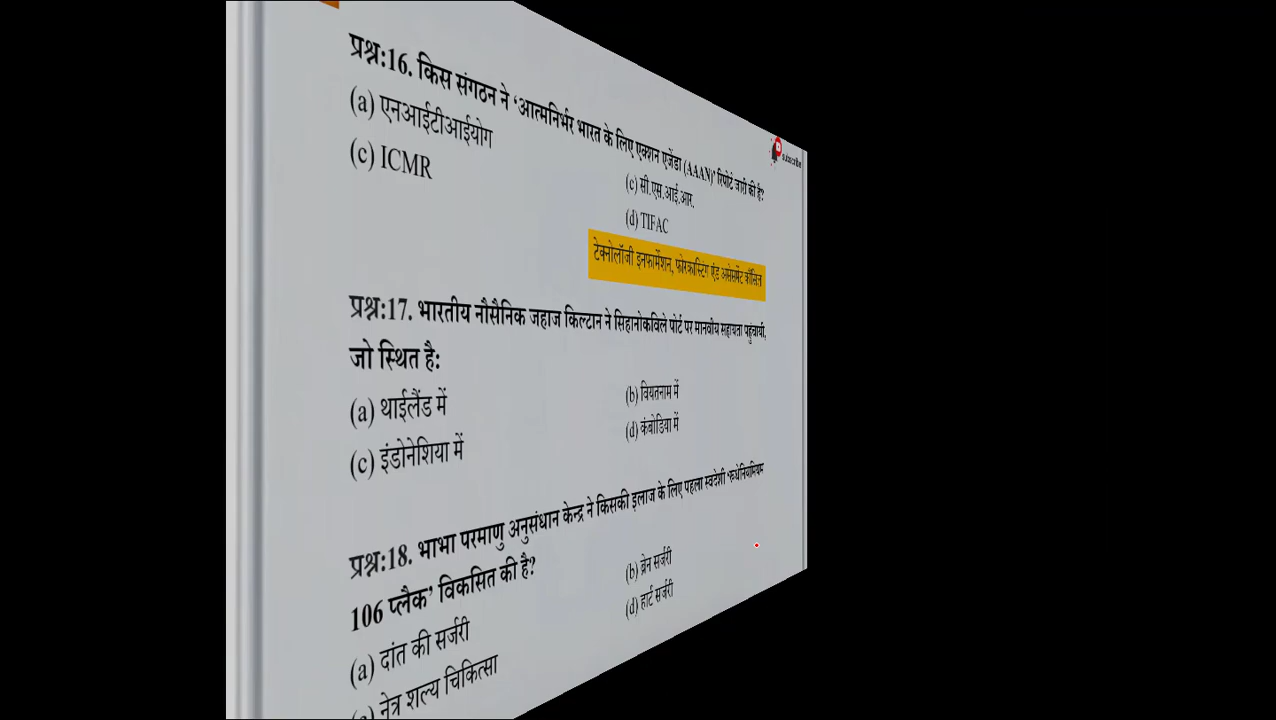 प्रश्न:16. किस संगठन ने ‘आत्मनिर्भर भारत के लिए एक्शन एजेंडा (AAAN)’ रिपोर्ट जारी की है?
(a) एनआईटीआईयोग
(c) सी.एस.आई.आर.
(c) ICMR
(d) TIFAC
टेक्नोलॉजी इनफार्मेशन, फोरकास्टिंग एंड असेसमेंट कौंसिल
प्रश्न:17. भारतीय नौसैनिक जहाज किल्टान ने सिहानोकविले पोर्ट पर मानवीय सहायता पहुंचायी,
जो स्थित है:
(a) थाईलैंड में
(b) वियतनाम में
(c) इंडोनेशिया में
(d) कंबोडिया में
प्रश्न:18. भाभा परमाणु अनुसंधान केन्द्र ने किसकी इलाज के लिए पहला स्वदेशी
106 प्लैक’ विकसित की है?
(a) दांत की सर्जरी
(b) ब्रेन सर्जरी
नेत्र शल्य चिकित्सा
(d) हार्ट सर्जरी
subscribe